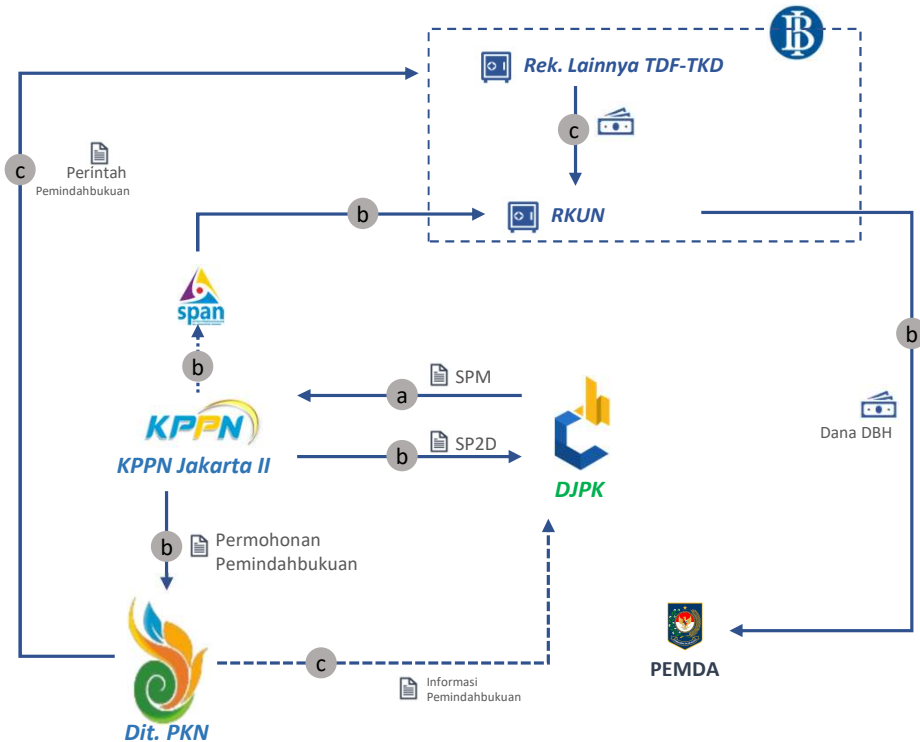 Rek. Lainnya TDF-TKD
c
c
Perintah
Pemindahbukuan
b
RKUN
span
b
b
SPM
a
KPPN
KPPN Jakarta II
b
SP2D
Dana DBH
DJPK
b
Permohonan
Pemindahbukuan
PEMDA
c
Informasi
Pemindahbukuan
Dit. PKN